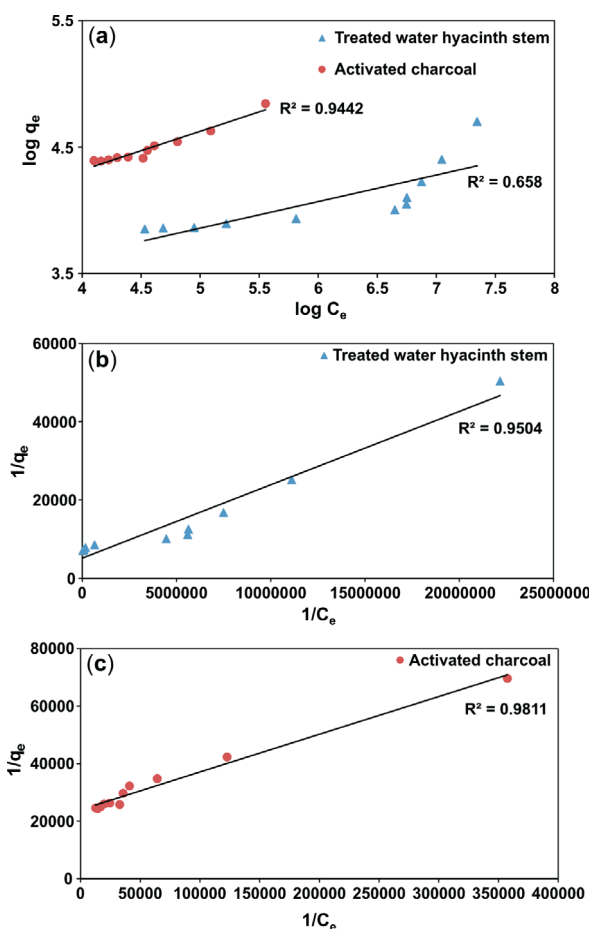 (a)
Treated water hyacinth stem
Activated charcoal
R² = 0.9442
R² = 0.658
log qe
5.5
5
4.5
3.5
4 4.5 5 5.5 6 6.5 7 7.5 8
log Ce
(b)
Treated water hyacinth stem
R² = 0.9504
1/qe
60000
40000
20000
0
0 5000000 10000000 15000000 20000000 25000000
1/Ce
(c)
Activated charcoal
R² = 0.9811
1/qe
80000
60000
40000
20000
0
0 50000 100000 150000 200000 250000 300000 350000 400000
1/Ce